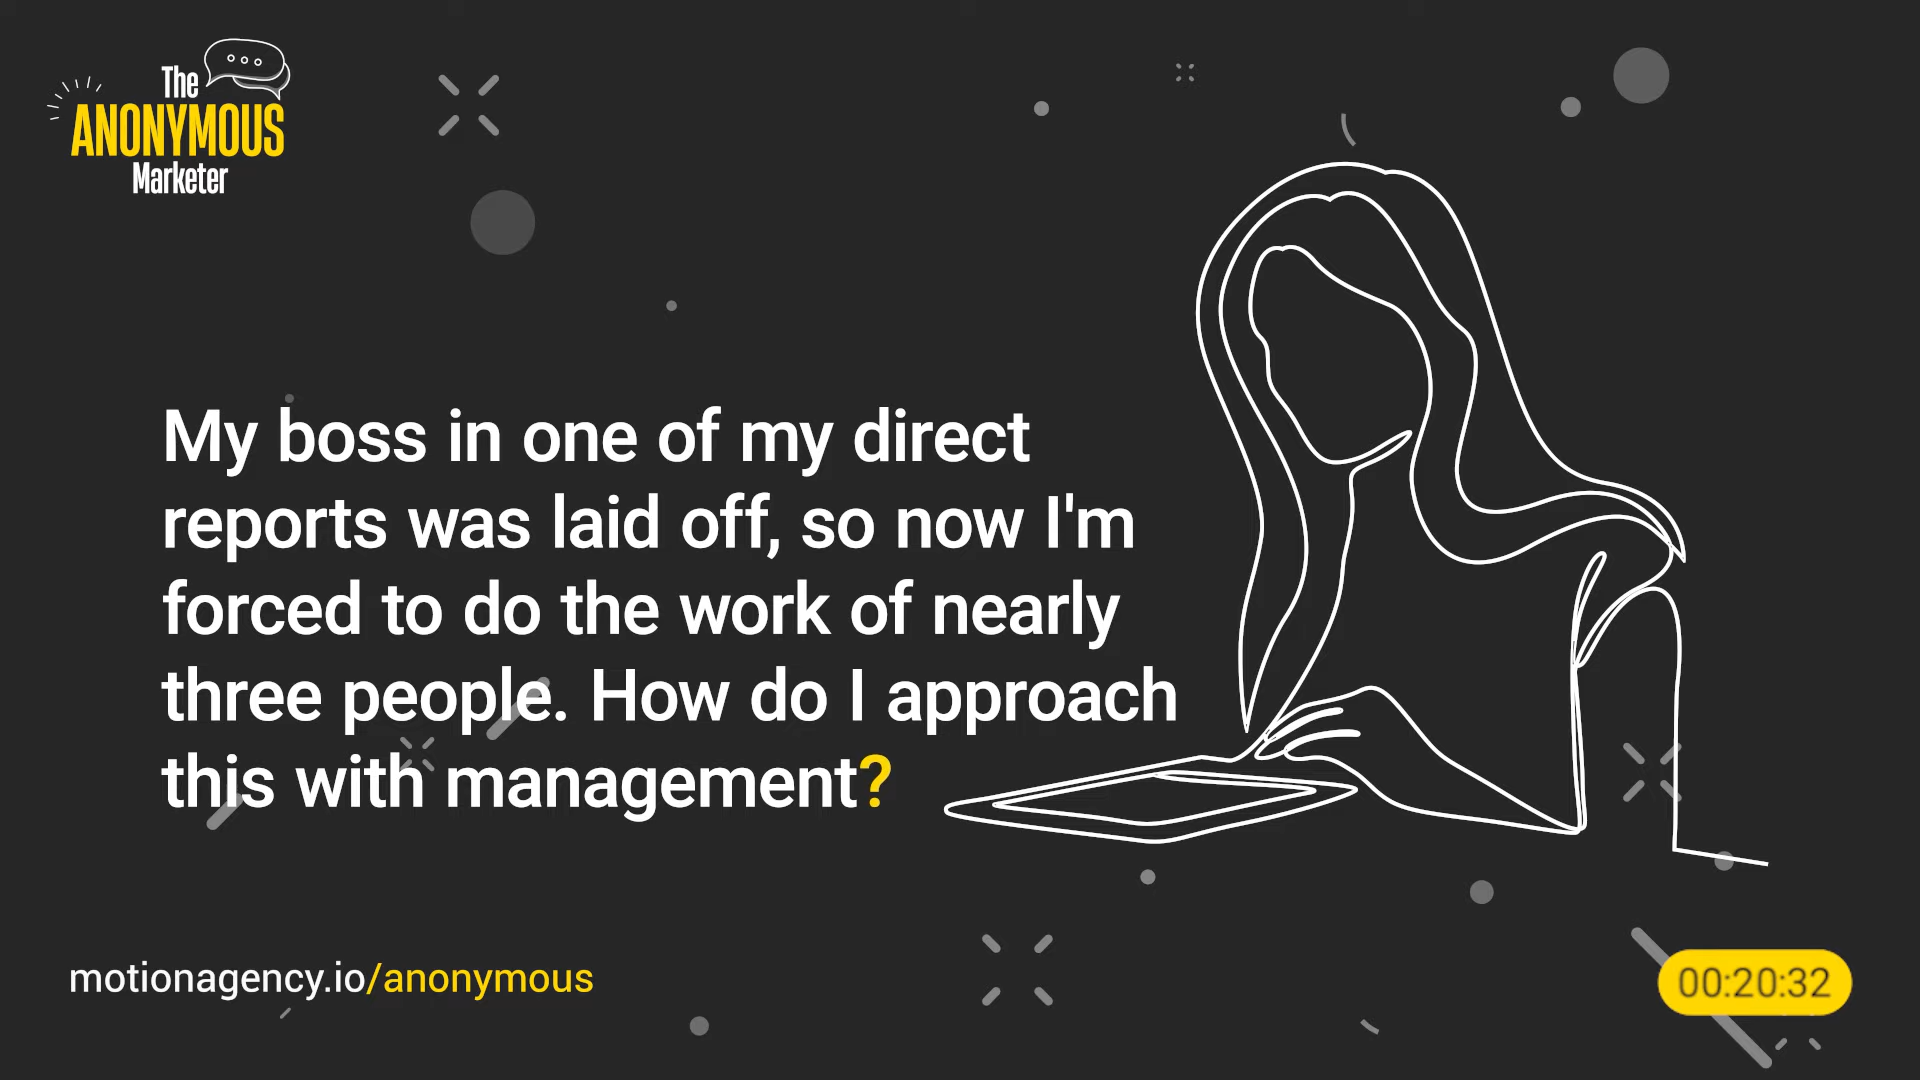 The
ANONYMOUS
Marketer
My boss in one of my direct
reports was laid off, so now I'm
forced to do the work of nearly
three people. How do I approach
this with management?
motionagency.io/anonymous
00:20:32